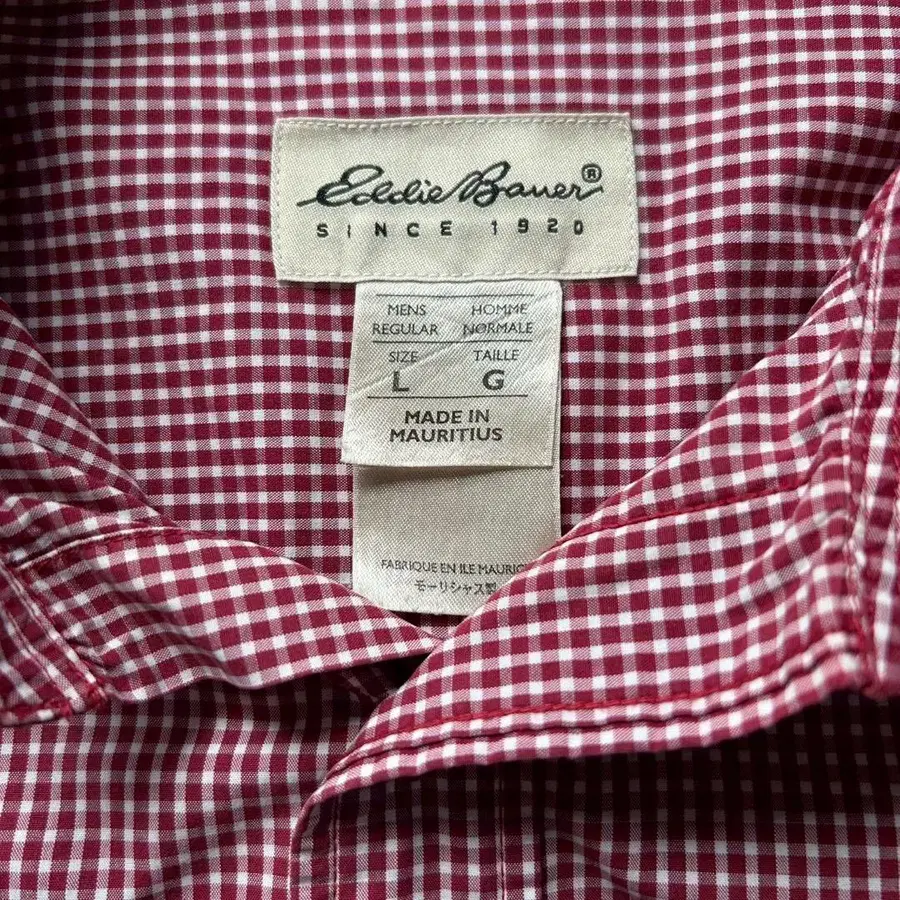 Eddie Bauer®
SINCE 1920
MENS HOMME
REGULAR NORMALE
SIZE TAILLE
L G
MADE IN
MAURITIUS
FABRIQUE EN ILE
モーリシャス製